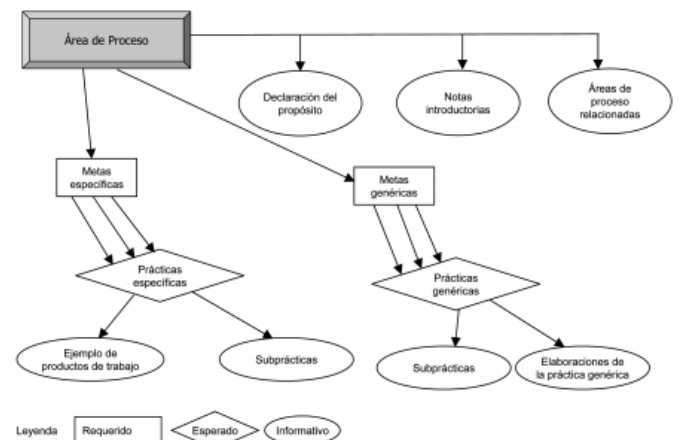 Área de Proceso
Declaración del
propósito
Notas
introductorias
Áreas de
proceso
relacionadas
Metas
específicas
Metas
genéricas
Prácticas
específicas
Prácticas
genéricas
Ejemplo de
productos de trabajo
Subprácticas
Subprácticas
Elaboraciones de
la práctica genérica
Leyenda
Requerido
Esperado
Informativo